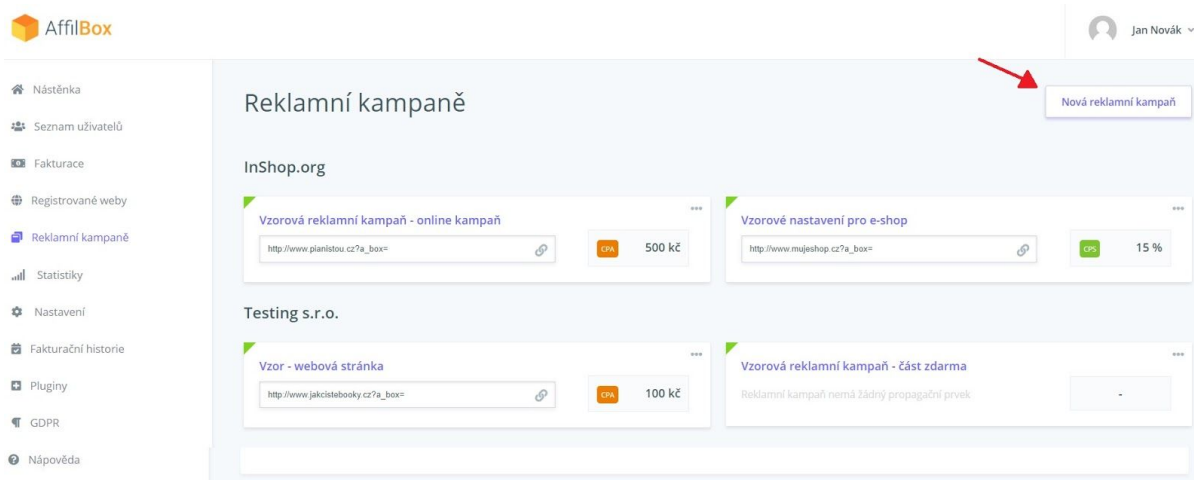 AffilBox
Jan Novák
Nástěnka
Seznam uživatelů
Fakturace
Registrované weby
Reklamní kampaně
Statistiky
Nastavení
Fakturační historie
Pluginy
GDPR
Nápověda
Reklamní kampaně
Nová reklamní kampaň
InShop.org
Vzorová reklamní kampaň - online kampaň
http://www.pianistou.cz?a_box=
CPA 500 kč
Vzorové nastavení pro e-shop
http://www.mujeshop.cz?a_box=
CPS 15 %
Testing s.r.o.
Vzor - webová stránka
http://www.jakcistebooky.cz?a_box=
CPA 100 kč
Vzorová reklamní kampaň - část zdarma
Reklamní kampaň nemá žádný propagační prvek
-